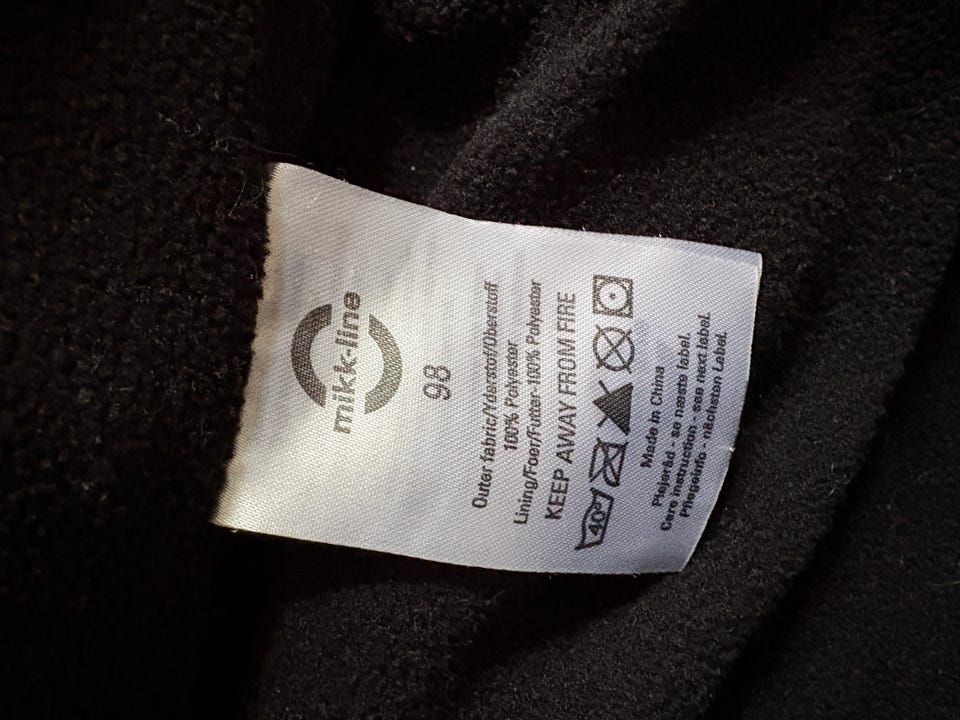 mikk-line
98
Outer fabric/Yderstof/Oberstoff
100% Polyester
Lining/Foer/Futter-100% Polyester
KEEP AWAY FROM FIRE
40°
Made in China
Plejeråd - se næste label.
Care instruction - see next label.
Pflegeinfo - nächsten Label.